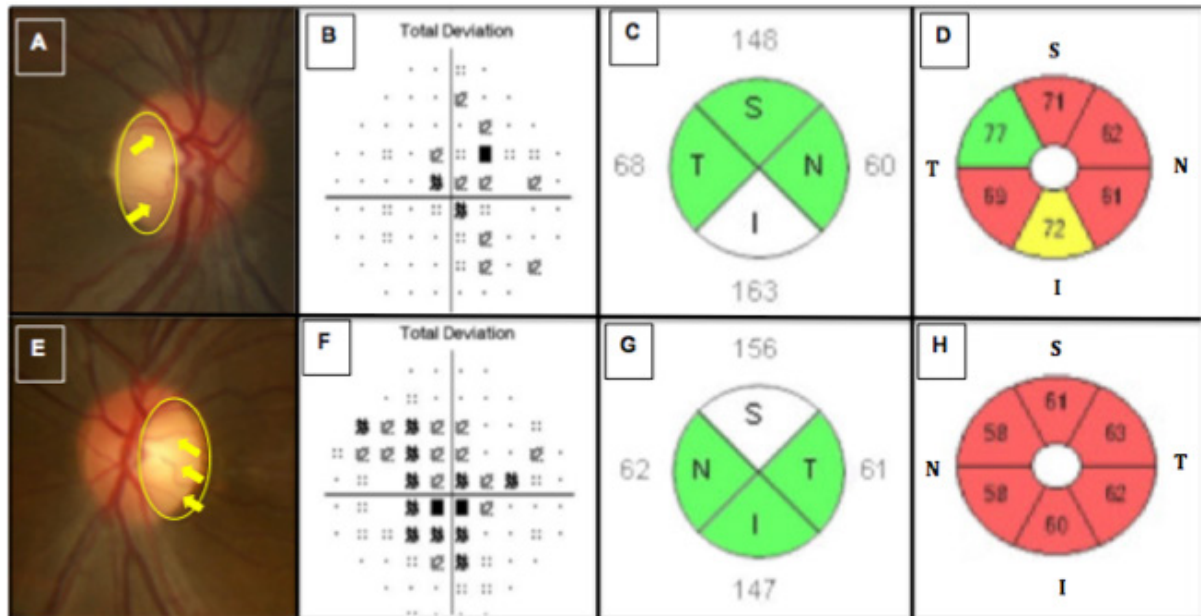 A
B
Total Deviation
C
148
S
68
T
N
60
I
163
D
S
71
77
62
T
N
69
61
72
I
E
F
Total Deviation
G
156
S
62
N
T
61
I
147
H
S
61
58
63
N
T
58
62
60
I